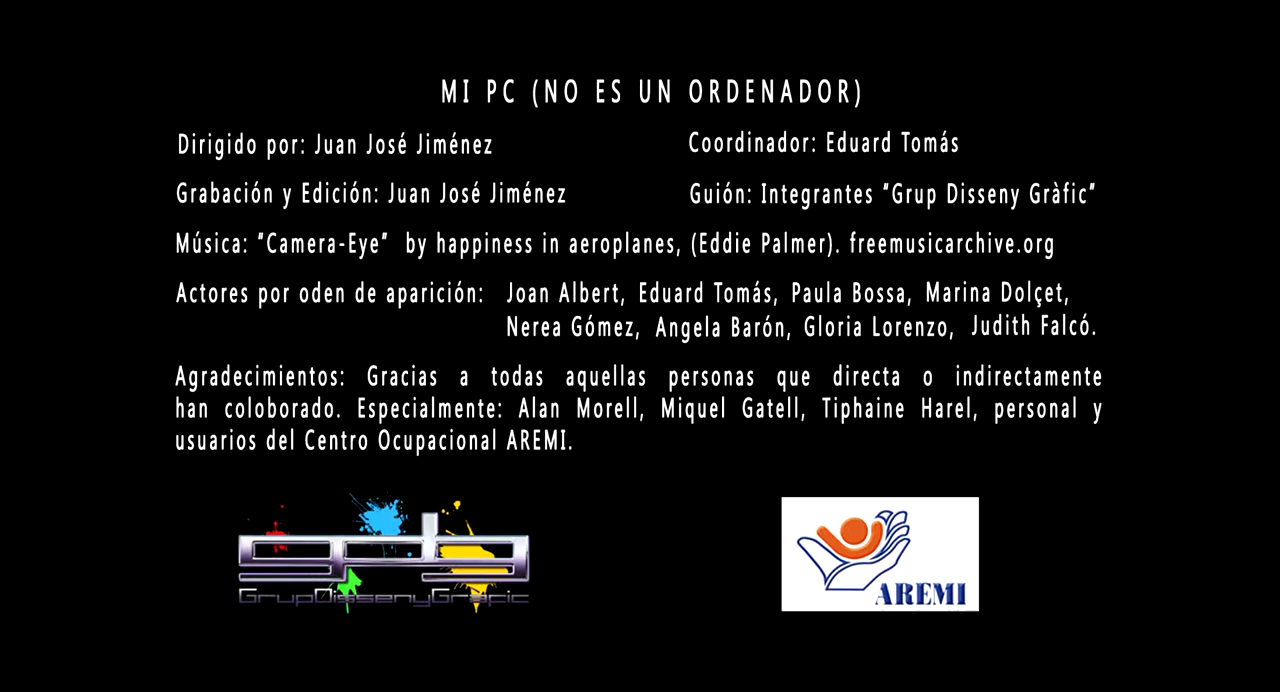 MI PC (NO ES UN ORDENADOR)
Dirigido por: Juan José Jiménez
Coordinador: Eduard Tomás
Grabación y Edición: Juan José Jiménez
Guión: Integrantes "Grup Disseny Gràfic"
Música: "Camera-Eye" by happiness in aeroplanes, (Eddie Palmer). freemusicarchive.org
Actores por oden de aparición: Joan Albert, Eduard Tomás, Paula Bossa, Marina Dolçet,
Nerea Gómez, Angela Barón, Gloria Lorenzo, Judith Falcó.
Agradecimientos: Gracias a todas aquellas personas que directa o indirectamente
han coloborado. Especialmente: Alan Morell, Miquel Gatell, Tiphaine Harel, personal y
usuarios del Centro Ocupacional AREMI.
gdg
GrupDissenyGrafic
AREMI